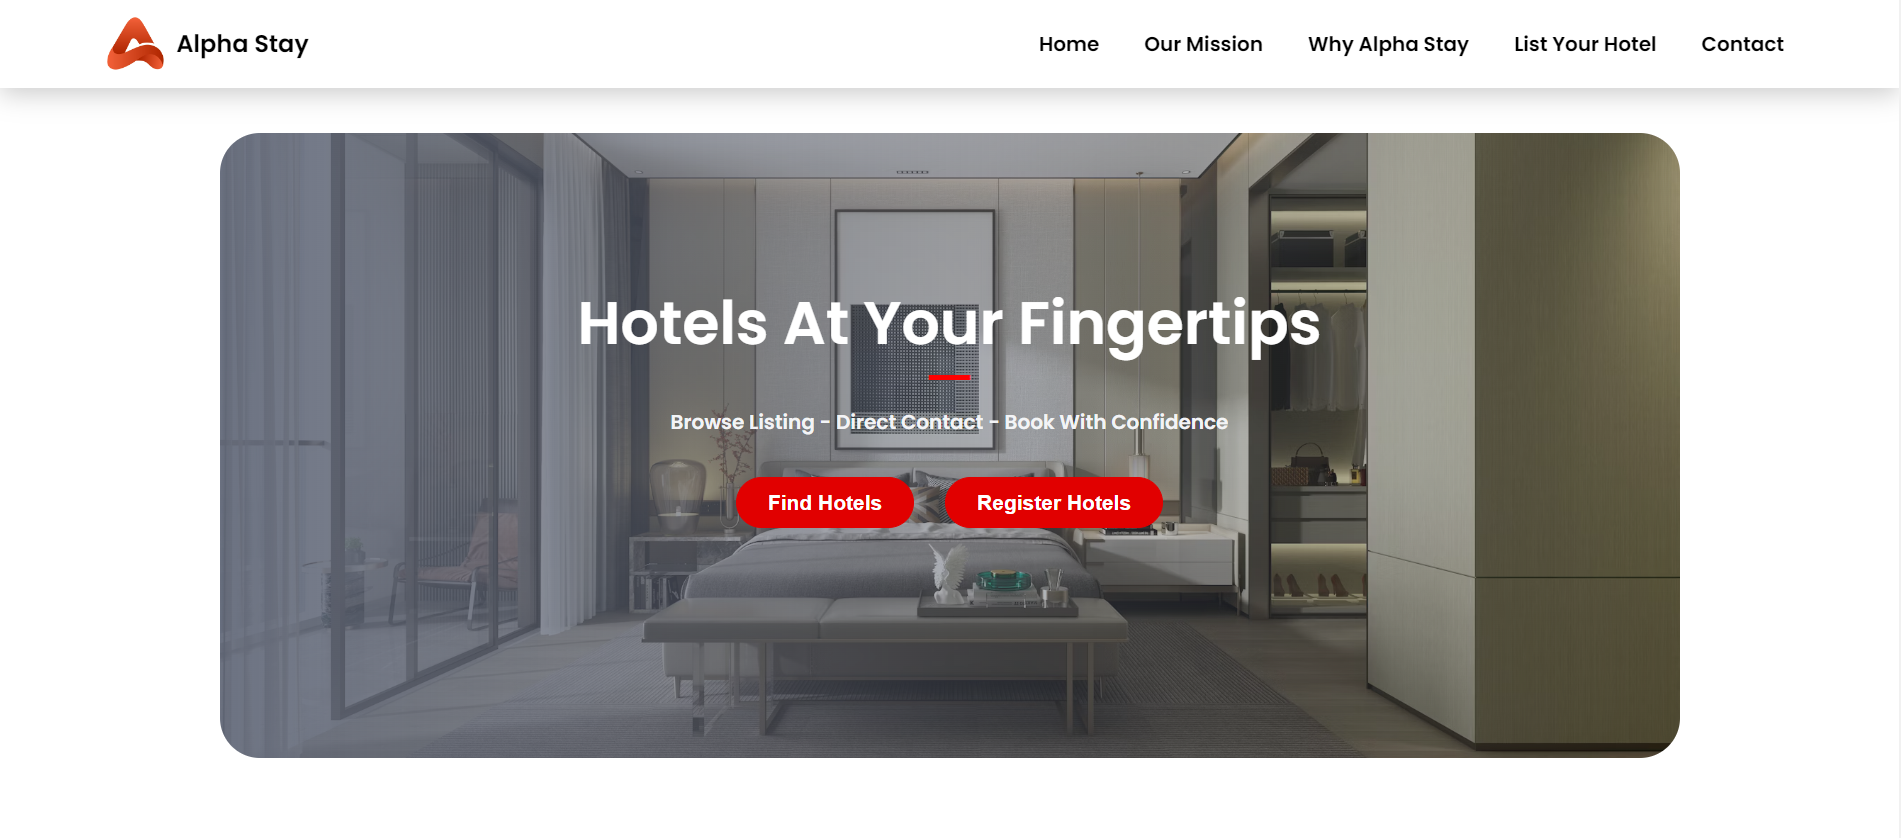 Alpha Stay
Home Our Mission Why Alpha Stay List Your Hotel Contact
Hotels At Your Fingertips
Browse Listing - Direct Contact - Book With Confidence
Find Hotels Register Hotels